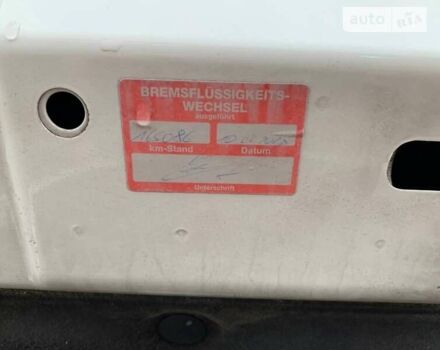 auto RIA
BREMSFLÜSSIGKEITS-
WECHSEL
ausgeführt
km-Stand Datum
Unterschrift